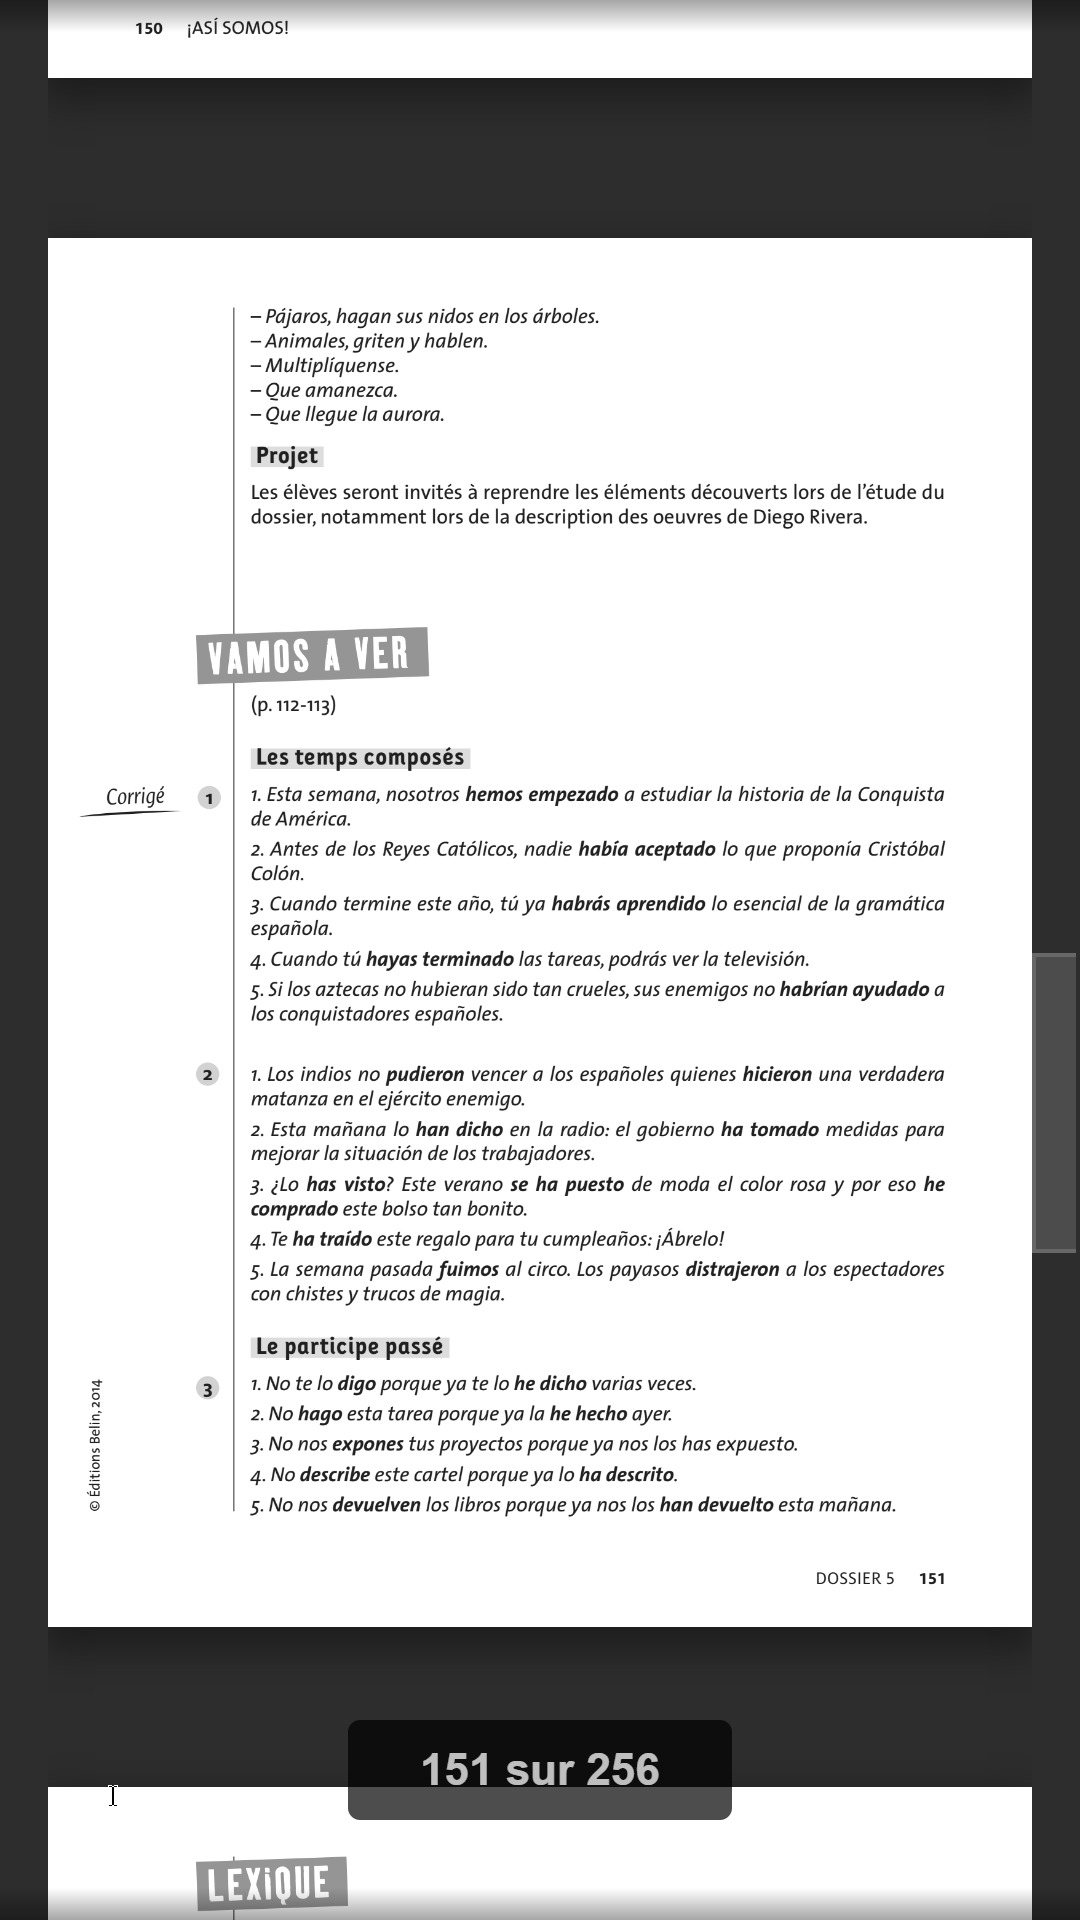 150 ¡ASÍ SOMOS!
– Pájaros, hagan sus nidos en los árboles.
– Animales, griten y hablen.
– Multiplíquense.
– Que amanezca.
– Que llegue la aurora.
Projet
Les élèves seront invités à reprendre les éléments découverts lors de l’étude du
dossier, notamment lors de la description des oeuvres de Diego Rivera.
VAMOS A VER
(p. 112-113)
Les temps composés
Corrigé
1
1. Esta semana, nosotros hemos empezado a estudiar la historia de la Conquista
de América.
2. Antes de los Reyes Católicos, nadie había aceptado lo que proponía Cristóbal
Colón.
3. Cuando termine este año, tú ya habrás aprendido lo esencial de la gramática
española.
4. Cuando tú hayas terminado las tareas, podrás ver la televisión.
5. Si los aztecas no hubieran sido tan crueles, sus enemigos no habrían ayudado a
los conquistadores españoles.
2
1. Los indios no pudieron vencer a los españoles quienes hicieron una verdadera
matanza en el ejército enemigo.
2. Esta mañana lo han dicho en la radio: el gobierno ha tomado medidas para
mejorar la situación de los trabajadores.
3. ¿Lo has visto? Este verano se ha puesto de moda el color rosa y por eso he
comprado este bolso tan bonito.
4. Te ha traído este regalo para tu cumpleaños: ¡Ábrelo!
5. La semana pasada fuimos al circo. Los payasos distrajeron a los espectadores
con chistes y trucos de magia.
Le participe passé
3
1. No te lo digo porque ya te lo he dicho varias veces.
2. No hago esta tarea porque ya la he hecho ayer.
3. No nos expones tus proyectos porque ya nos los has expuesto.
4. No describe este cartel porque ya lo ha descrito.
5. No nos devuelven los libros porque ya nos los han devuelto esta mañana.
© Éditions Belin, 2014
DOSSIER 5 151
151 sur 256
LEXiQUE